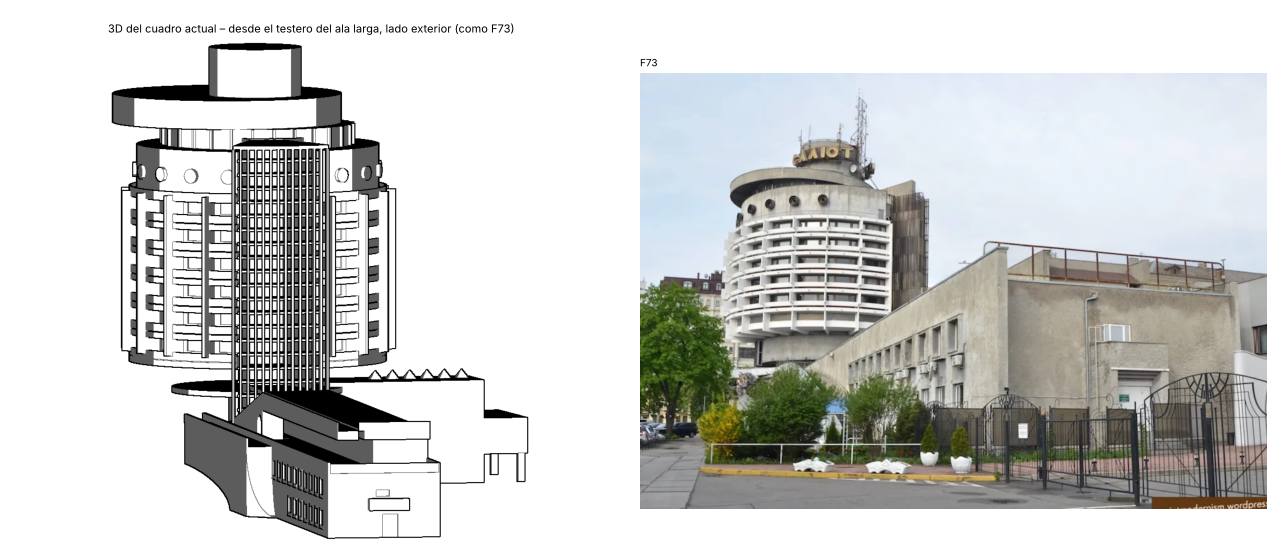 3D del cuadro actual – desde el testero del ala larga, lado exterior (como F73)
F73
САЛЮТ